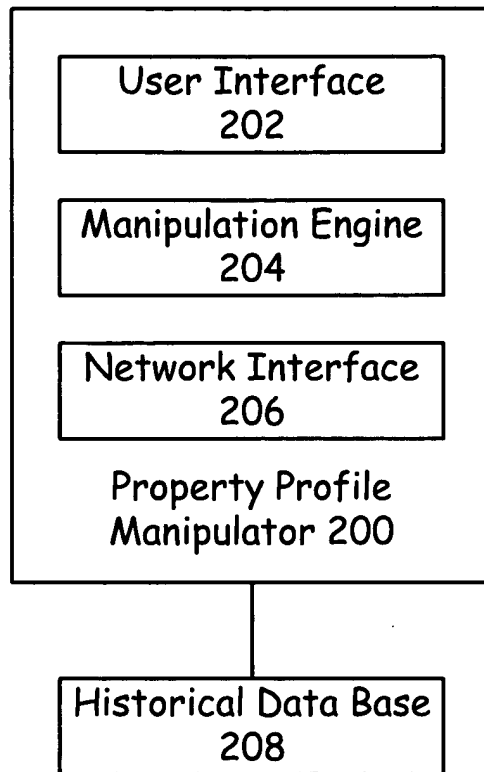 User Interface
202
Manipulation Engine
204
Network Interface
206
Property Profile
Manipulator 200
Historical Data Base
208